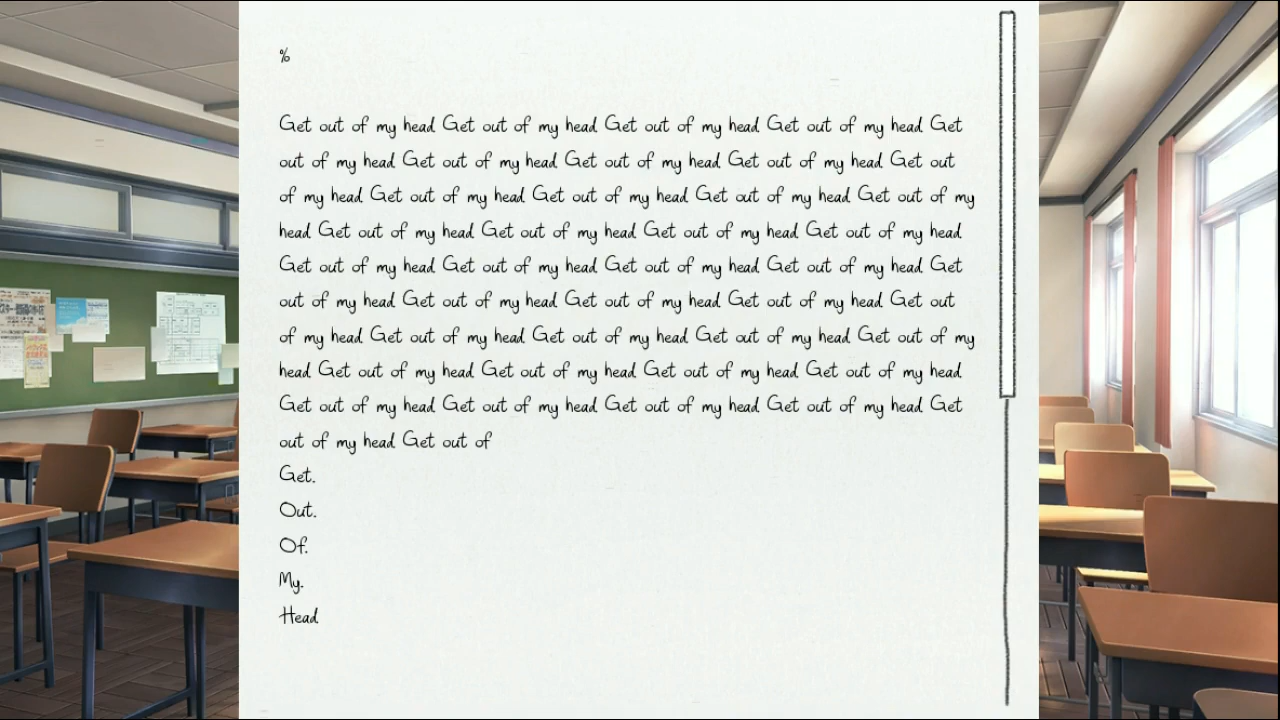 %
Get out of my head Get out of my head Get out of my head Get out of my head Get
out of my head Get out of my head Get out of my head Get out of my head Get out
of my head Get out of my head Get out of my head Get out of my head Get out of my
head Get out of my head Get out of my head Get out of my head Get out of my head
Get out of my head Get out of my head Get out of my head Get out of my head Get
out of my head Get out of my head Get out of my head Get out of my head Get out
of my head Get out of my head Get out of my head Get out of my head Get out of my
head Get out of my head Get out of my head Get out of my head Get out of my head
Get out of my head Get out of my head Get out of my head Get out of my head Get
out of my head Get out of
Get.
Out.
Of.
My.
Head